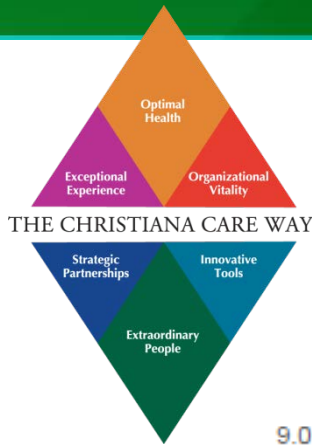 Optimal
Health
Exceptional
Experience
Organizational
Vitality
THE CHRISTIANA CARE WAY
Strategic
Partnerships
Innovative
Tools
Extraordinary
People
9.0